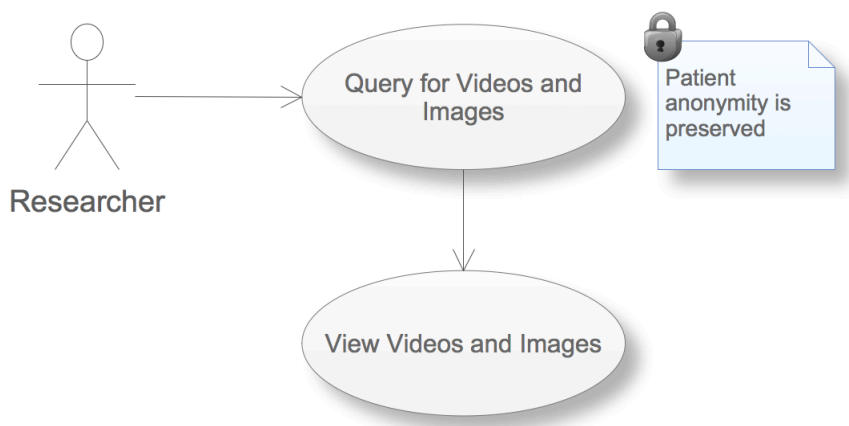 Query for Videos and
Images
Patient
anonymity is
preserved
Researcher
View Videos and Images